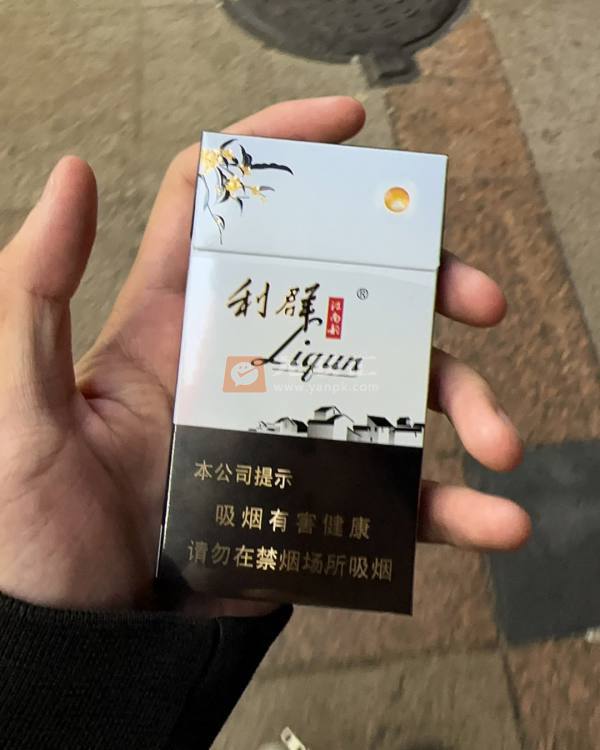 利群 江南韵 ®
Liqun
www.yanpk.com
本公司提示
吸烟有害健康
请勿在禁烟场所吸烟